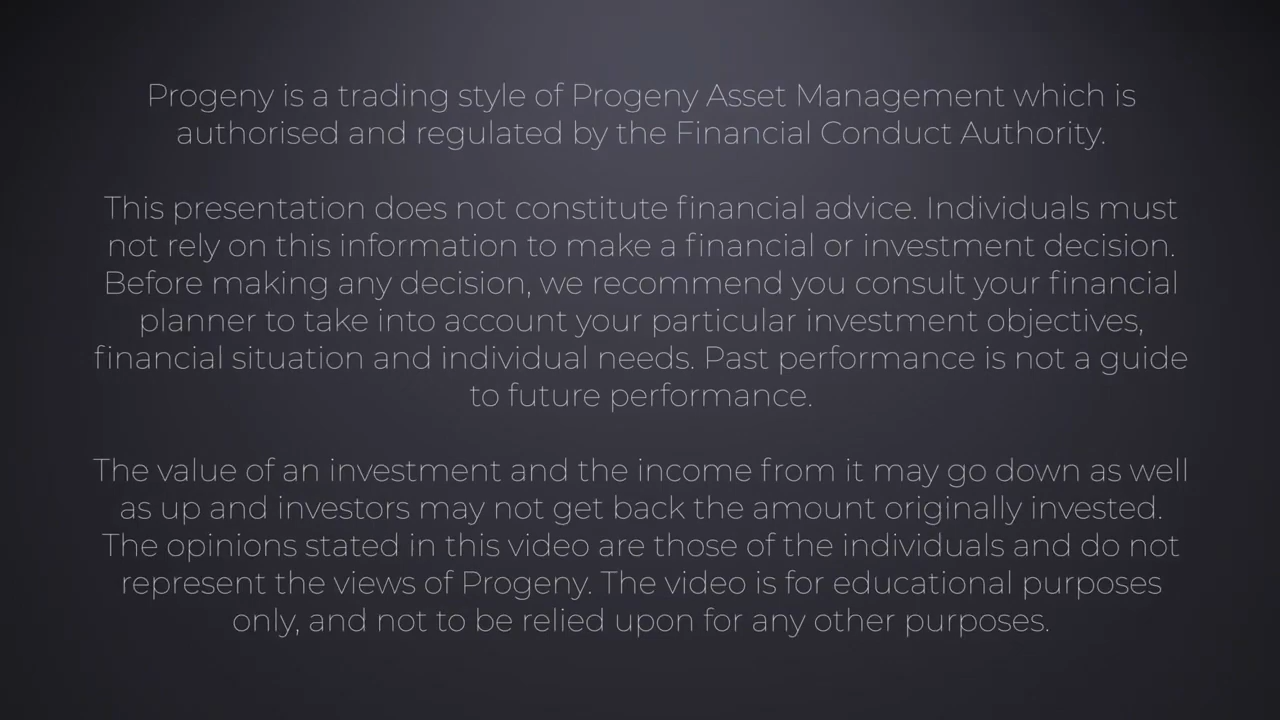 Progeny is a trading style of Progeny Asset Management which is
authorised and regulated by the Financial Conduct Authority.
This presentation does not constitute financial advice. Individuals must
not rely on this information to make a financial or investment decision.
Before making any decision, we recommend you consult your financial
planner to take into account your particular investment objectives,
financial situation and individual needs. Past performance is not a guide
to future performance.
The value of an investment and the income from it may go down as well
as up and investors may not get back the amount originally invested.
The opinions stated in this video are those of the individuals and do not
represent the views of Progeny. The video is for educational purposes
only, and not to be relied upon for any other purposes.